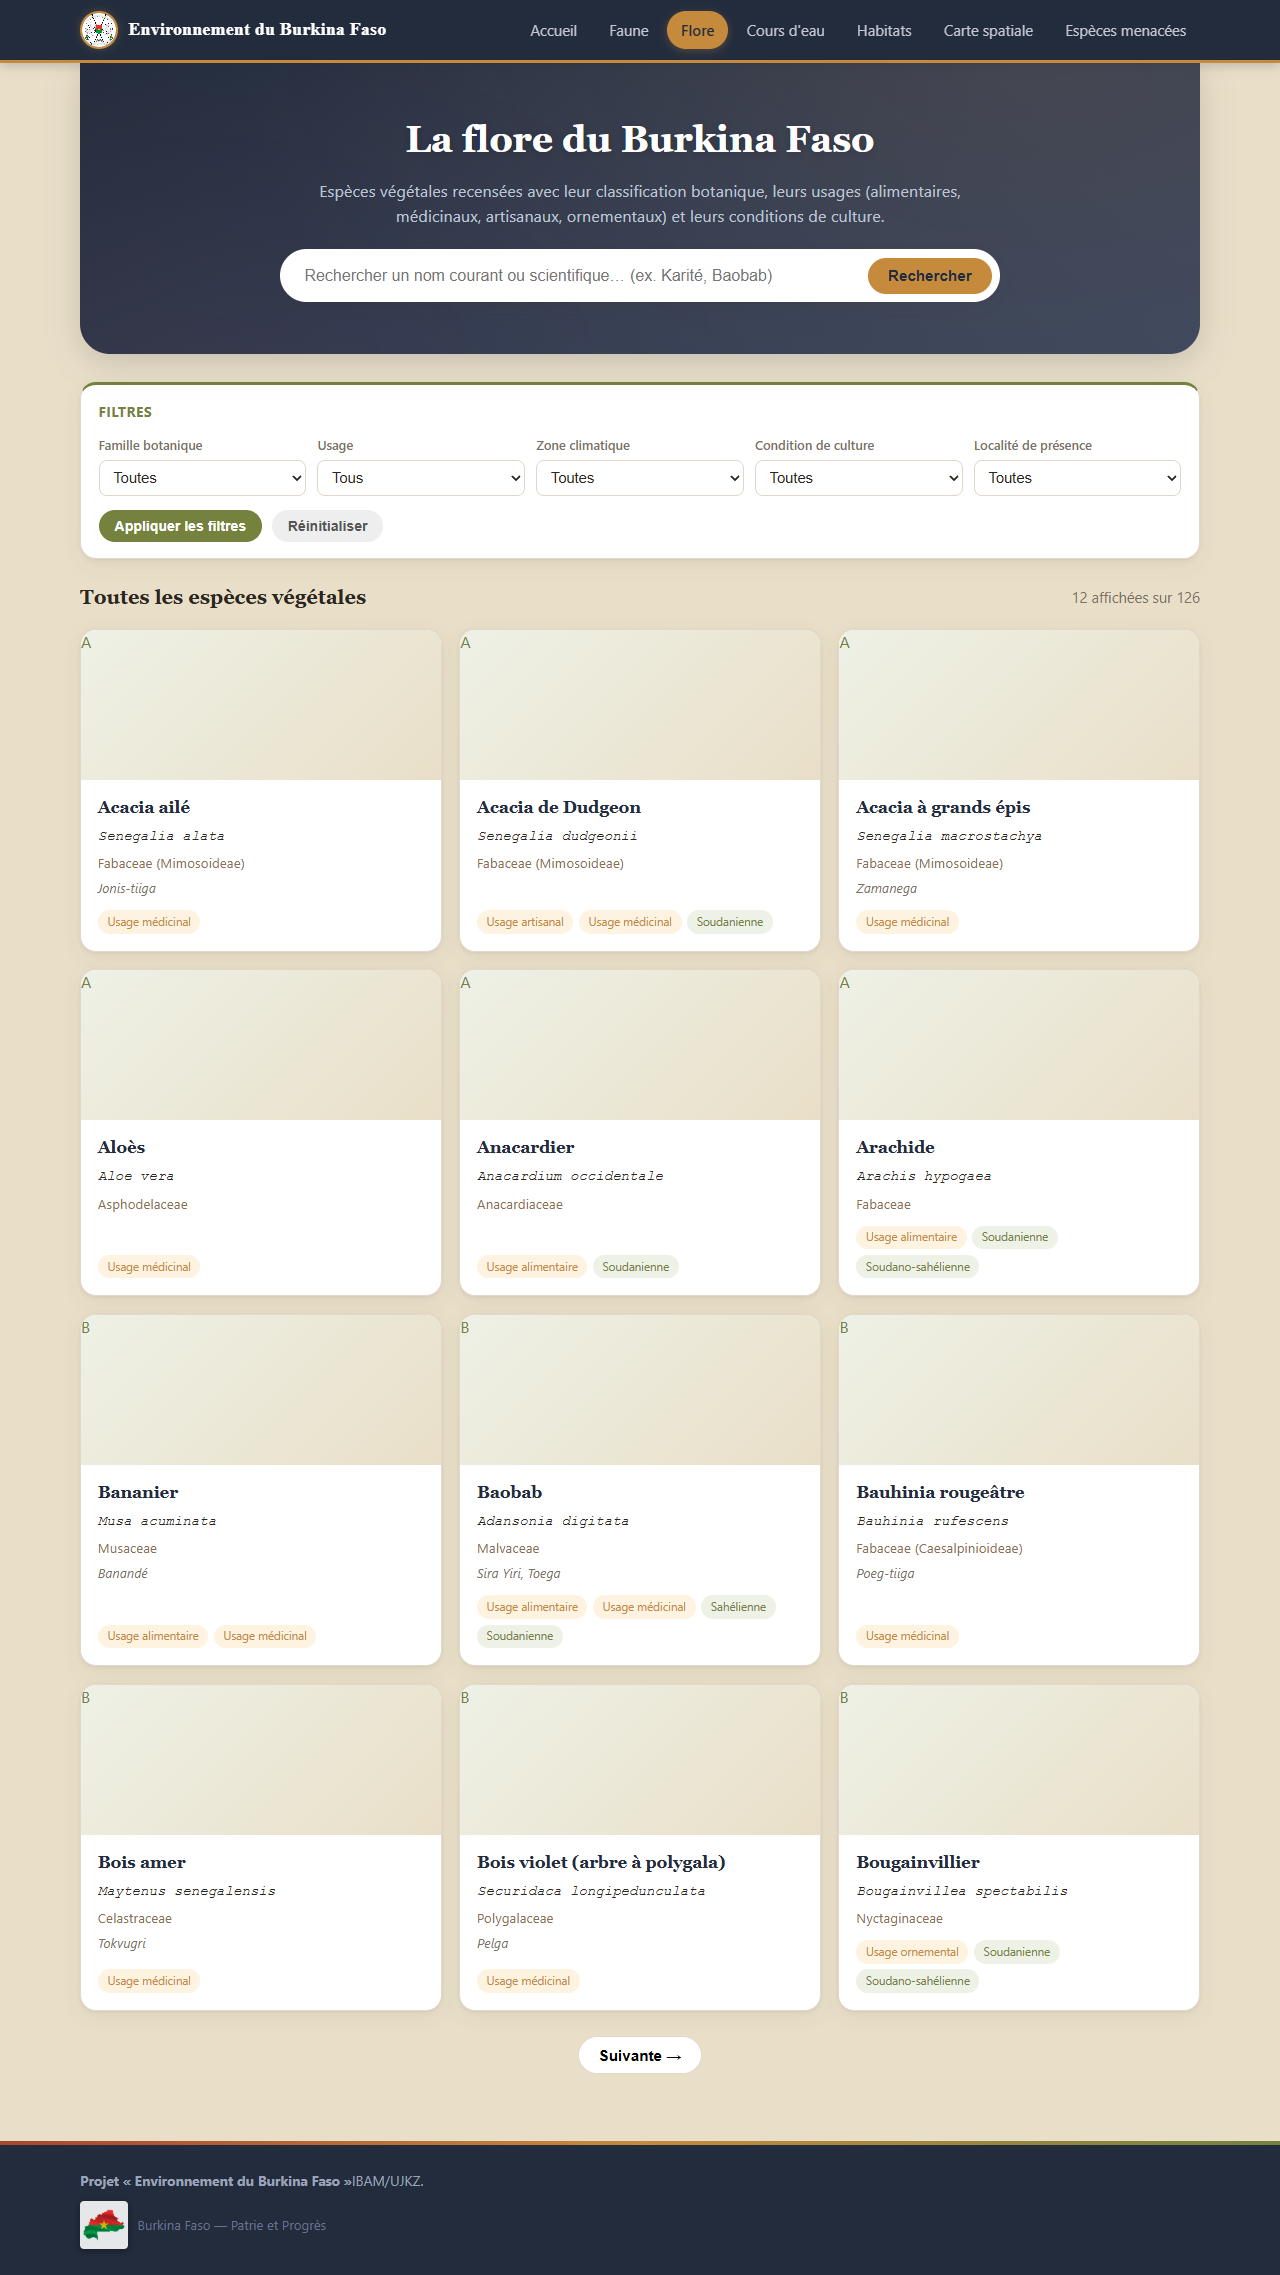 Environnement du Burkina Faso
Accueil
Faune
Flore
Cours d'eau
Habitats
Carte spatiale
Espèces menacées
La flore du Burkina Faso
Espèces végétales recensées avec leur classification botanique, leurs usages (alimentaires,
médicinaux, artisanaux, ornementaux) et leurs conditions de culture.
Rechercher un nom courant ou scientifique… (ex. Karité, Baobab)
Rechercher
FILTRES
Famille botanique
Usage
Zone climatique
Condition de culture
Localité de présence
Toutes
Tous
Toutes
Toutes
Toutes
Appliquer les filtres
Réinitialiser
Toutes les espèces végétales
12 affichées sur 126
A
Acacia ailé
Senegalia alata
Fabaceae (Mimosoideae)
Jonis-tiiga
Usage médicinal
A
Acacia de Dudgeon
Senegalia dudgeonii
Fabaceae (Mimosoideae)
Usage artisanal
Usage médicinal
Soudanienne
A
Acacia à grands épis
Senegalia macrostachya
Fabaceae (Mimosoideae)
Zamanega
Usage médicinal
A
Aloès
Aloe vera
Asphodelaceae
Usage médicinal
A
Anacardier
Anacardium occidentale
Anacardiaceae
Usage alimentaire
Soudanienne
A
Arachide
Arachis hypogaea
Fabaceae
Usage alimentaire
Soudanienne
Soudano-sahélienne
B
Bananier
Musa acuminata
Musaceae
Banandé
Usage alimentaire
Usage médicinal
B
Baobab
Adansonia digitata
Malvaceae
Sira Yiri, Toega
Usage alimentaire
Usage médicinal
Sahélienne
Soudanienne
B
Bauhinia rougeâtre
Bauhinia rufescens
Fabaceae (Caesalpinioideae)
Poeg-tiiga
Usage médicinal
B
Bois amer
Maytenus senegalensis
Celastraceae
Tokvugri
Usage médicinal
B
Bois violet (arbre à polygala)
Securidaca longipedunculata
Polygalaceae
Pelga
Usage médicinal
B
Bougainvillier
Bougainvillea spectabilis
Nyctaginaceae
Usage ornemental
Soudanienne
Soudano-sahélienne
Suivante →
Projet « Environnement du Burkina Faso »IBAM/UJKZ.
Burkina Faso — Patrie et Progrès